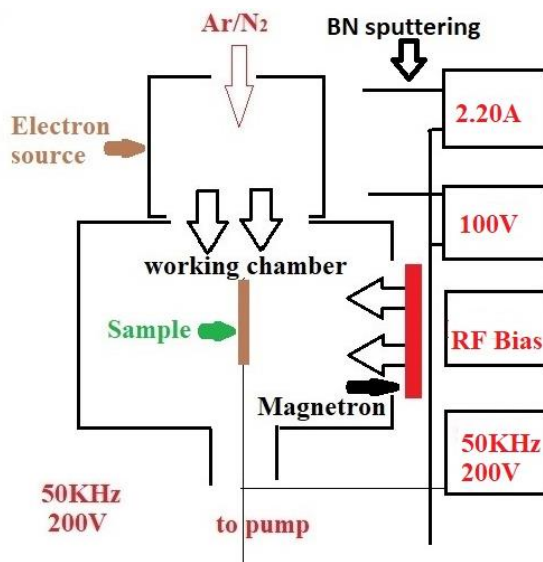 Ar/N2
BN sputtering
Electron
source
2.20A
100V
working chamber
Sample
RF Bias
Magnetron
50KHz
200V
50KHz
200V
to pump